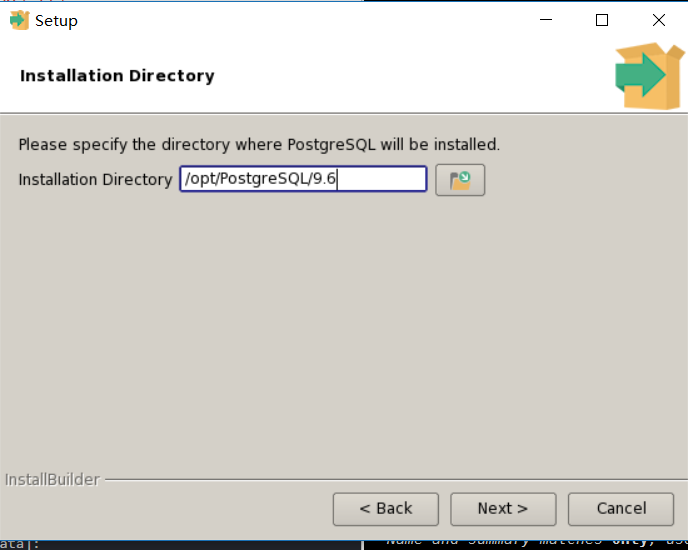 Setup
Installation Directory
Please specify the directory where PostgreSQL will be installed.
Installation Directory /opt/PostgreSQL/9.6
InstallBuilder
< Back Next > Cancel
ata]: Name and summary matches only, use